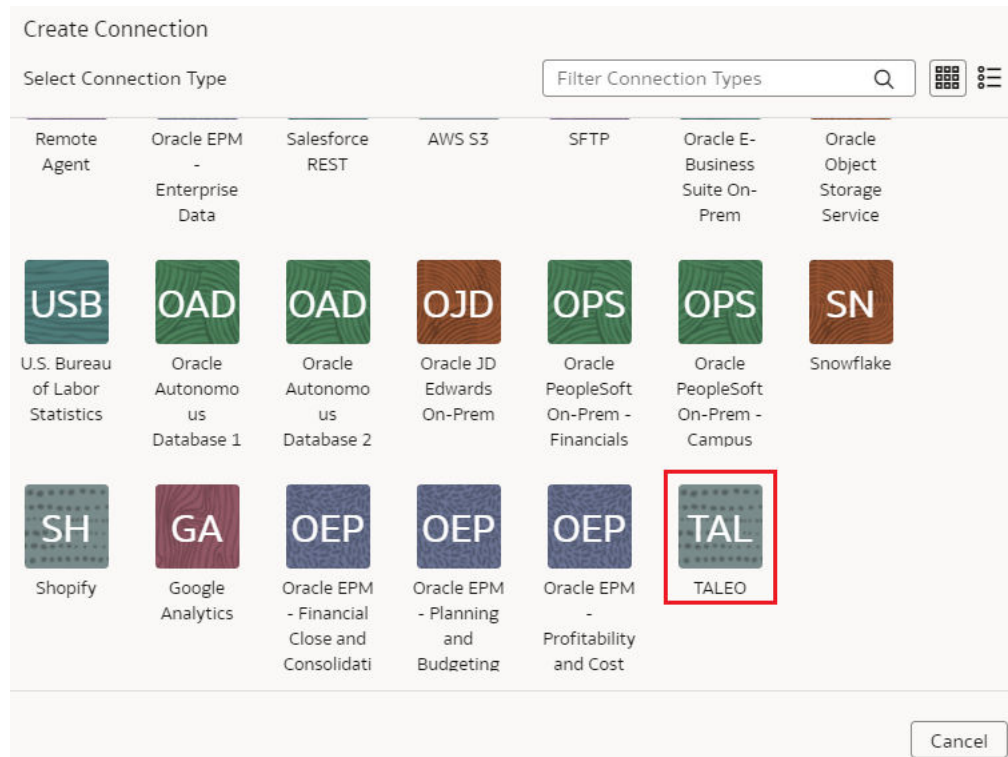 Create Connection
Select Connection Type
Filter Connection Types
Remote
Agent
Oracle EPM
-
Enterprise
Data
Salesforce
REST
AWS S3
SFTP
Oracle E-
Business
Suite On-
Prem
Oracle
Object
Storage
Service
USB
U.S. Bureau
of Labor
Statistics
OAD
Oracle
Autonomo
us
Database 1
OAD
Oracle
Autonomo
us
Database 2
OJD
Oracle JD
Edwards
On-Prem
OPS
Oracle
PeopleSoft
On-Prem -
Financials
OPS
Oracle
PeopleSoft
On-Prem -
Campus
SN
Snowflake
SH
Shopify
GA
Google
Analytics
OEP
Oracle EPM
- Financial
Close and
Consolidati
OEP
Oracle EPM
- Planning
and
Budgeting
OEP
Oracle EPM
-
Profitability
and Cost
TAL
TALEO
Cancel